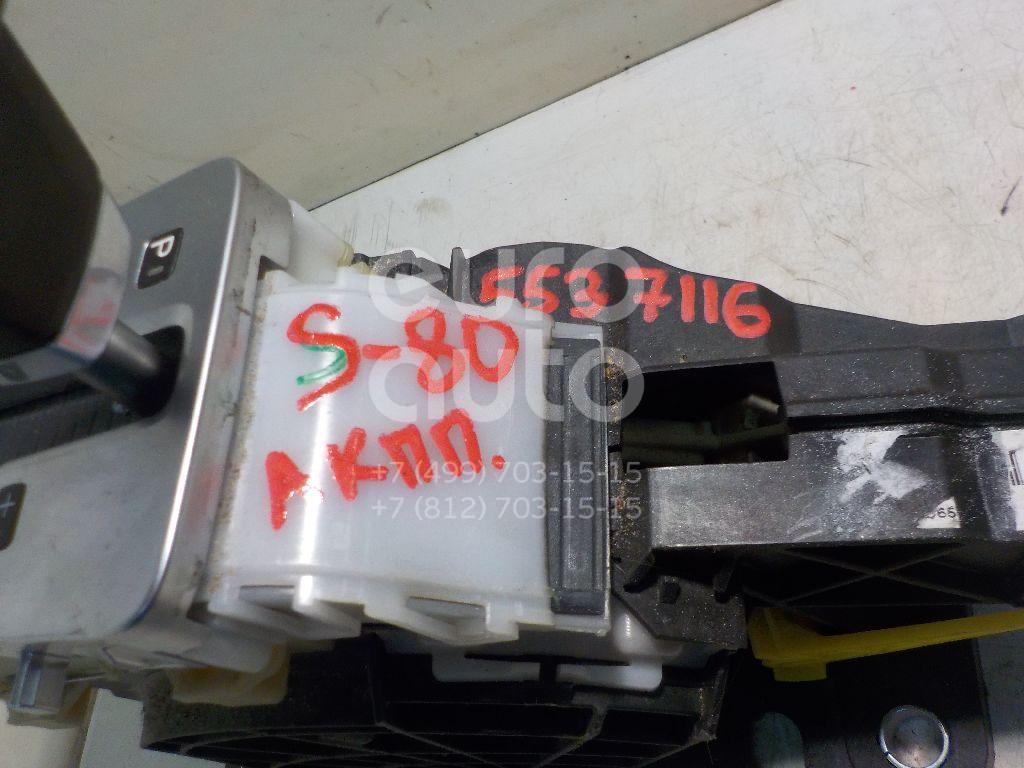 P
5537116
S-80
АКПП.
euro
auto
+7 (499) 703-15-15
+7 (812) 703-15-15
+